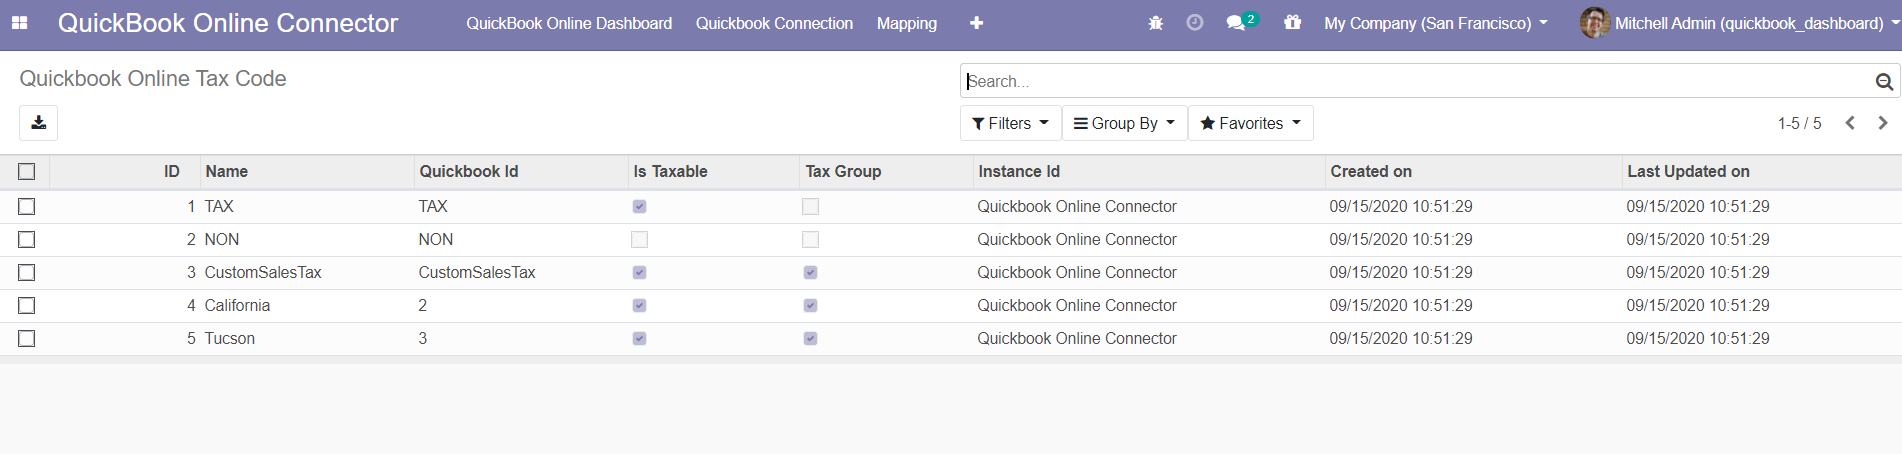 QuickBook Online Connector QuickBook Online Dashboard Quickbook Connection Mapping 2 My Company (San Francisco) Mitchell Admin (quickbook_dashboard)
Quickbook Online Tax Code
Search...
Filters Group By Favorites 1-5 / 5
ID Name Quickbook Id Is Taxable Tax Group Instance Id Created on Last Updated on
1 TAX TAX Quickbook Online Connector 09/15/2020 10:51:29 09/15/2020 10:51:29
2 NON NON Quickbook Online Connector 09/15/2020 10:51:29 09/15/2020 10:51:29
3 CustomSalesTax CustomSalesTax Quickbook Online Connector 09/15/2020 10:51:29 09/15/2020 10:51:29
4 California 2 Quickbook Online Connector 09/15/2020 10:51:29 09/15/2020 10:51:29
5 Tucson 3 Quickbook Online Connector 09/15/2020 10:51:29 09/15/2020 10:51:29